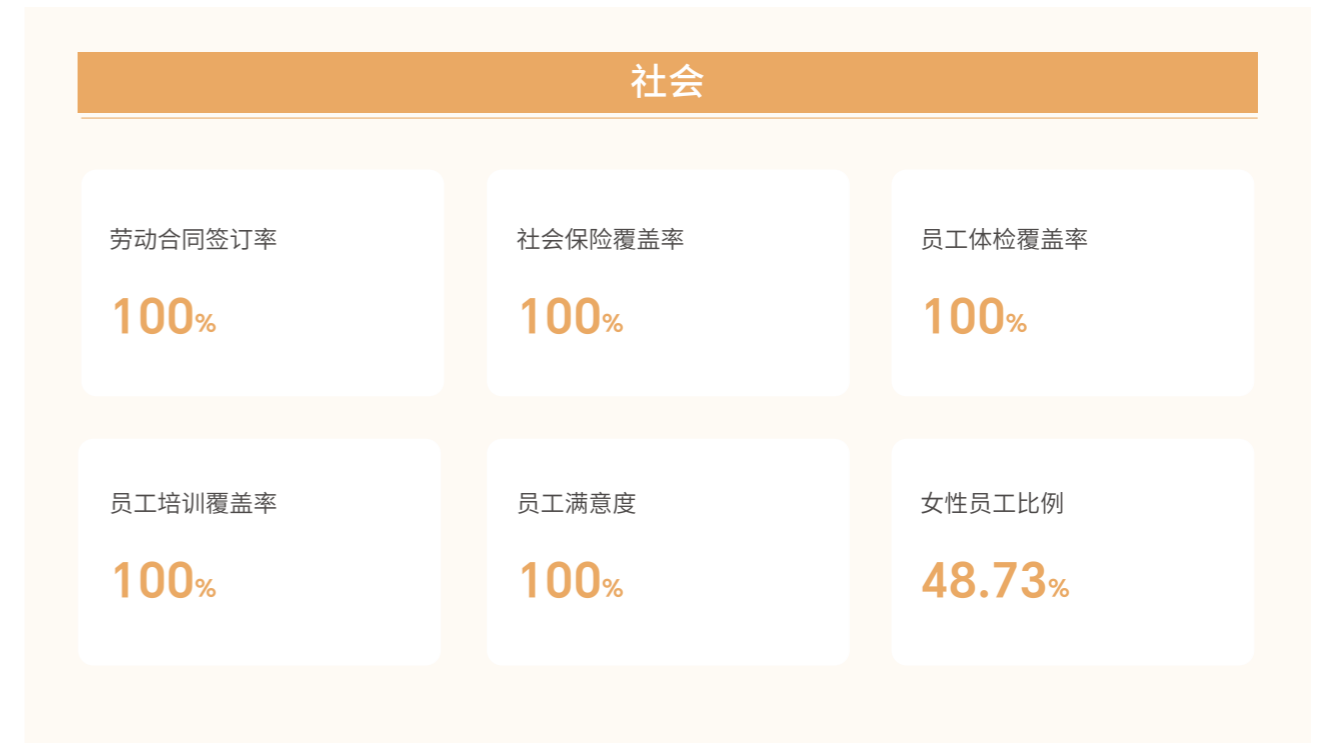 社会
劳动合同签订率
100%
社会保险覆盖率
100%
员工体检覆盖率
100%
员工培训覆盖率
100%
员工满意度
100%
女性员工比例
48.73%